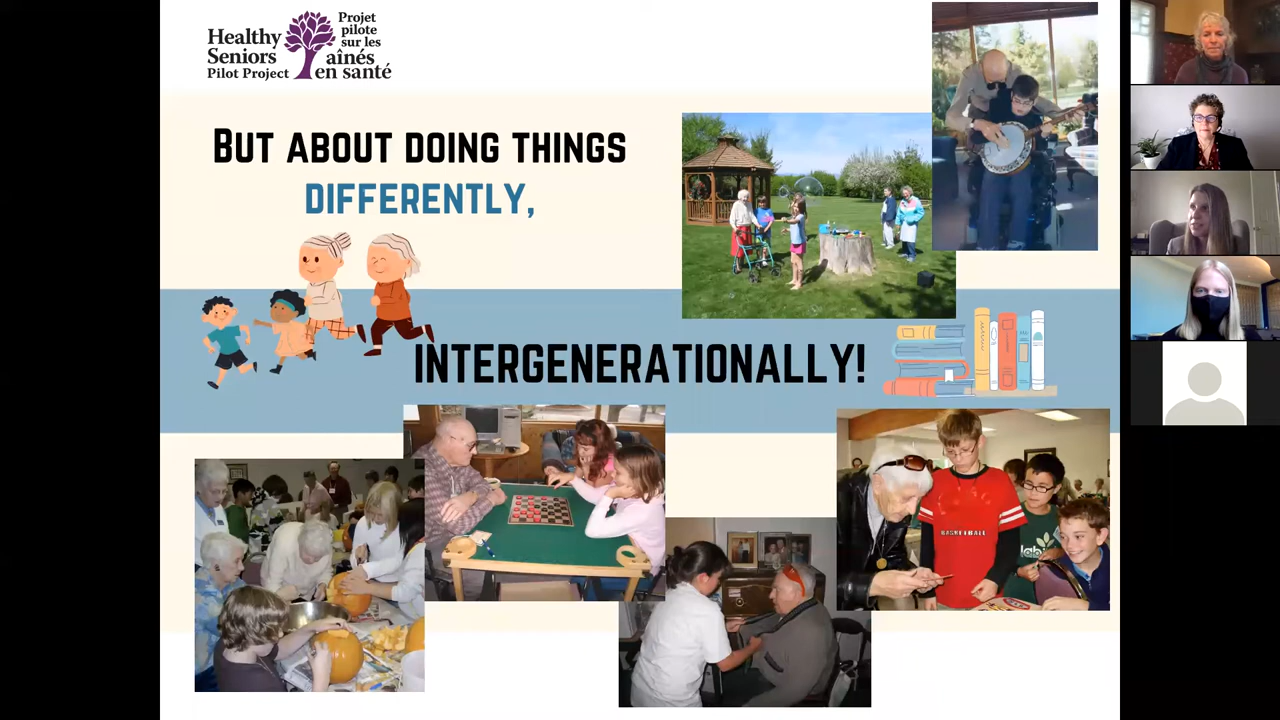 Healthy
Seniors
Pilot Project
Projet
pilote
sur les
aînés
en santé
BUT ABOUT DOING THINGS
DIFFERENTLY,
INTERGENERATIONALLY!
BASKETBALL